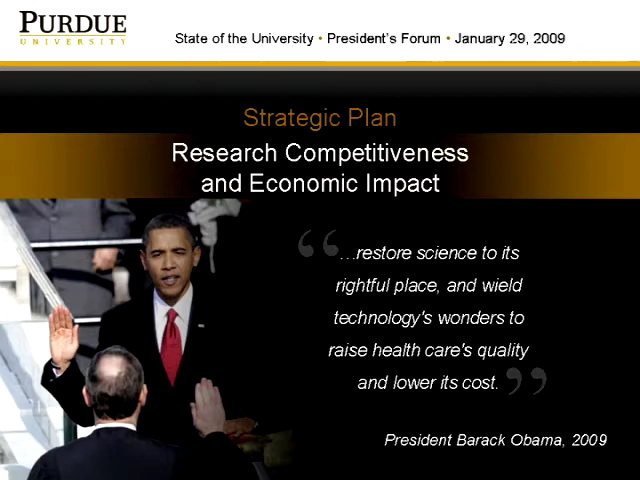 PURDUE
UNIVERSITY
State of the University • President's Forum • January 29, 2009
Strategic Plan
Research Competitiveness
and Economic Impact
“…restore science to its
rightful place, and wield
technology's wonders to
raise health care's quality
and lower its cost.”
President Barack Obama, 2009